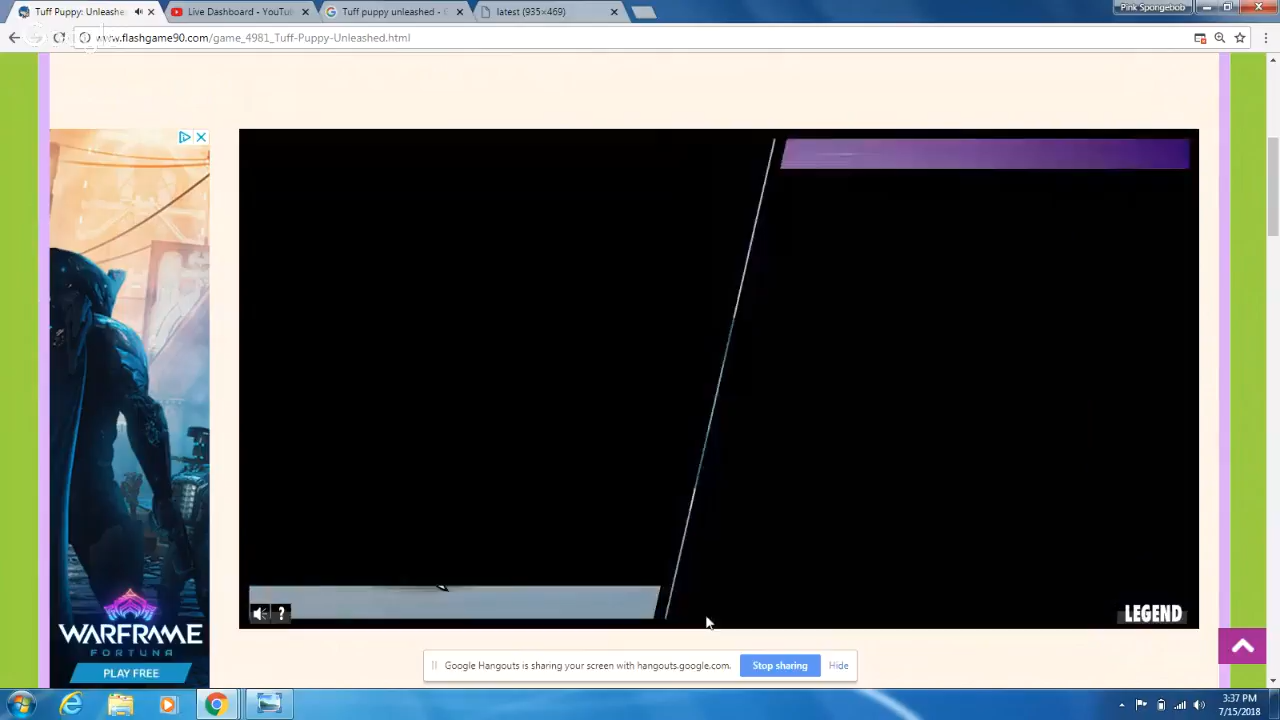 Tuff Puppy: Unleashe
Live Dashboard - YouTu
Tuff puppy unleashed - 
latest (935×469)
Pink Spongebob
www.flashgame90.com/game_4981_Tuff-Puppy-Unleashed.html
WARFRAME
FORTUNA
PLAY FREE
?
LEGEND
Google Hangouts is sharing your screen with hangouts.google.com.
Stop sharing
Hide
3:37 PM
7/15/2018